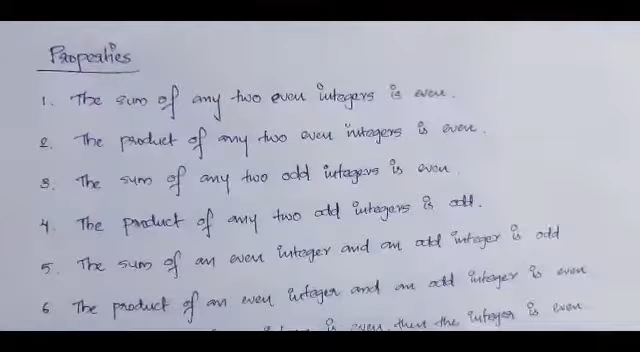 Properties
1. The sum of any two even integers is even.
2. The product of any two even integers is even.
3. The sum of any two odd integers is even.
4. The product of any two odd integers is odd.
5. The sum of an even integer and an odd integer is odd
6 The product of an even integer and an odd integer is even
is even then the integer is even